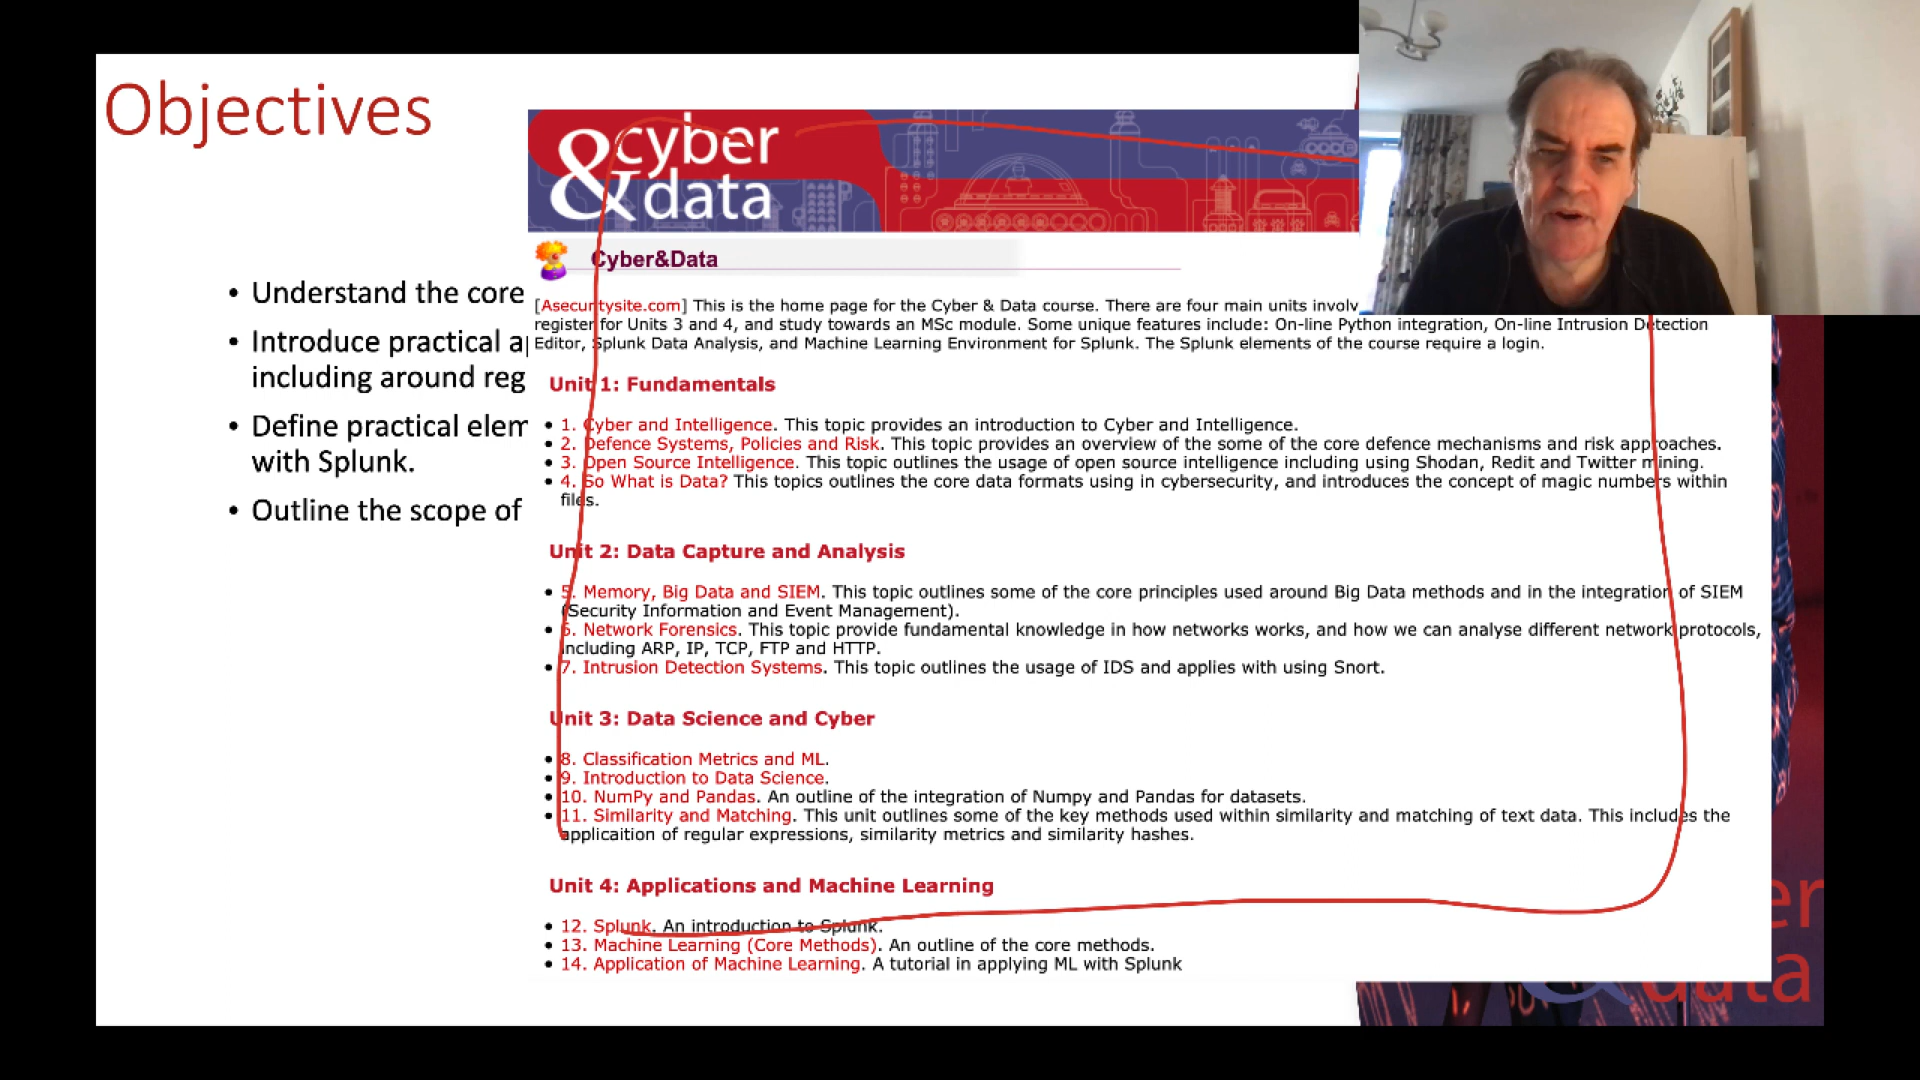 Objectives
• Understand the core
• Introduce practical a
including around reg
• Define practical elem
with Splunk.
• Outline the scope of
&cyber
data
Cyber&Data
[Asecuritysite.com] This is the home page for the Cyber & Data course. There are four main units involv
register for Units 3 and 4, and study towards an MSc module. Some unique features include: On-line Python integration, On-line Intrusion Detection
Editor, Splunk Data Analysis, and Machine Learning Environment for Splunk. The Splunk elements of the course require a login.
Unit 1: Fundamentals
• 1. Cyber and Intelligence. This topic provides an introduction to Cyber and Intelligence.
• 2. Defence Systems, Policies and Risk. This topic provides an overview of the some of the core defence mechanisms and risk approaches.
• 3. Open Source Intelligence. This topic outlines the usage of open source intelligence including using Shodan, Redit and Twitter mining.
• 4. So What is Data? This topics outlines the core data formats using in cybersecurity, and introduces the concept of magic numbers within
files.
Unit 2: Data Capture and Analysis
• 5. Memory, Big Data and SIEM. This topic outlines some of the core principles used around Big Data methods and in the integration of SIEM
(Security Information and Event Management).
• 6. Network Forensics. This topic provide fundamental knowledge in how networks works, and how we can analyse different network protocols,
including ARP, IP, TCP, FTP and HTTP.
• 7. Intrusion Detection Systems. This topic outlines the usage of IDS and applies with using Snort.
Unit 3: Data Science and Cyber
• 8. Classification Metrics and ML.
• 9. Introduction to Data Science.
• 10. NumPy and Pandas. An outline of the integration of Numpy and Pandas for datasets.
• 11. Similarity and Matching. This unit outlines some of the key methods used within similarity and matching of text data. This includes the
applicaition of regular expressions, similarity metrics and similarity hashes.
Unit 4: Applications and Machine Learning
• 12. Splunk. An introduction to Splunk.
• 13. Machine Learning (Core Methods). An outline of the core methods.
• 14. Application of Machine Learning. A tutorial in applying ML with Splunk
er
data